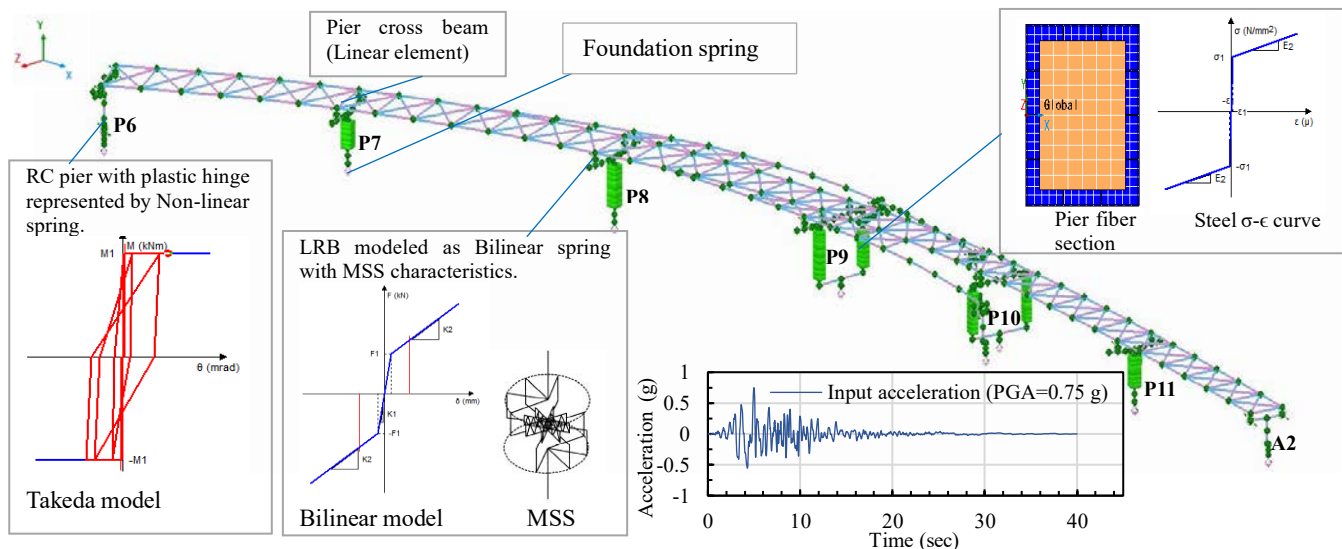 Y
Z
X
Pier cross beam
(Linear element)
Foundation spring
P6
P7
P8
P9
P10
P11
A2
RC pier with plastic hinge
represented by Non-linear
spring.
M1
M (kNm)
θ (mrad)
-M1
Takeda model
LRB modeled as Bilinear spring
with MSS characteristics.
F (kN)
K2
F1
δ (mm)
K1
-F1
K2
Bilinear model
MSS
Global
X
Pier fiber
section
σ (N/mm2)
σ1
E2
-ε
ε1
ε (μ)
-σ1
E2
Steel σ-ϵ curve
Input acceleration (PGA=0.75 g)
Acceleration (g)
1
0.5
0
-0.5
-1
0
10
20
30
40
Time (sec)